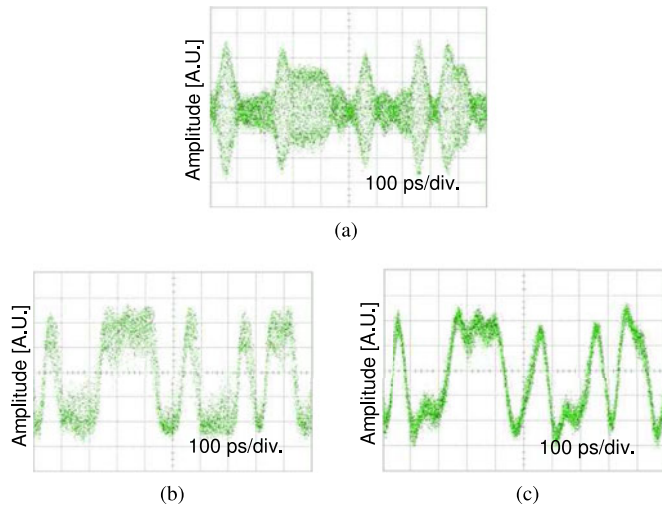 Amplitude [A.U.]
100 ps/div.
(a)
Amplitude [A.U.]
100 ps/div.
(b)
Amplitude [A.U.]
100 ps/div.
(c)